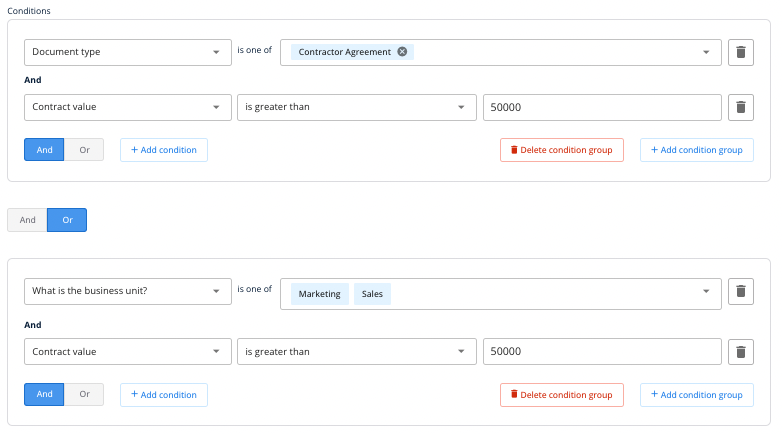 Conditions
Document type is one of Contractor Agreement
And
Contract value is greater than 50000
And Or + Add condition Delete condition group + Add condition group
And Or
What is the business unit? is one of Marketing Sales
And
Contract value is greater than 50000
And Or + Add condition Delete condition group + Add condition group